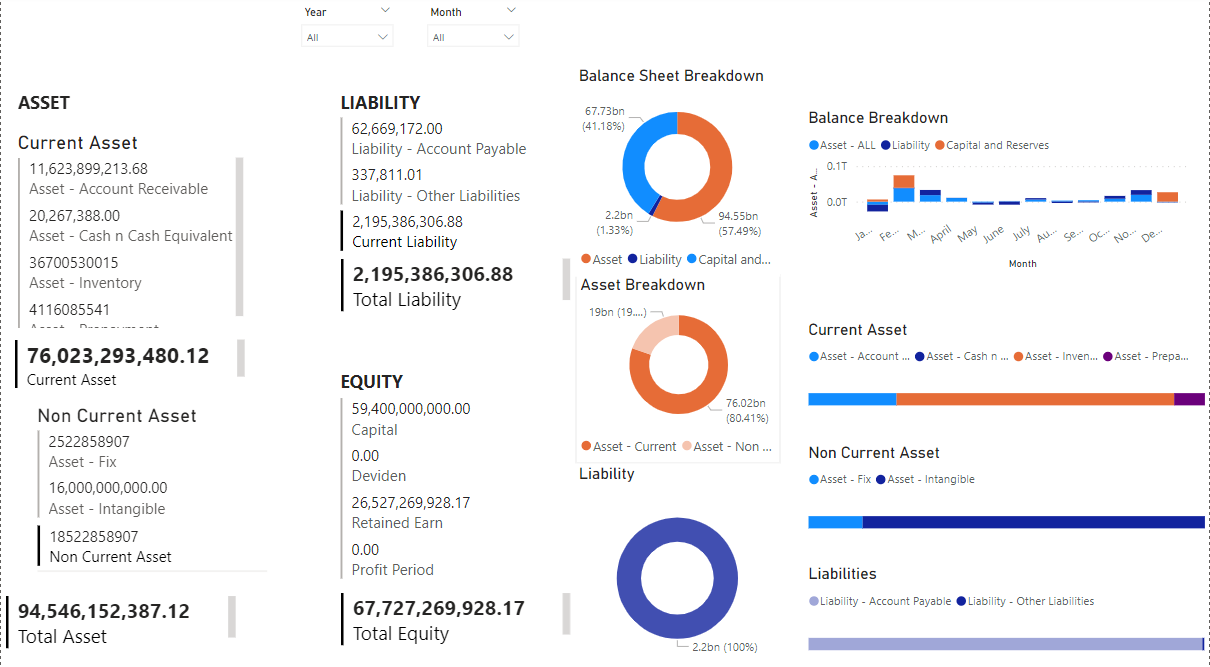 Year
Month
All
All
ASSET
Current Asset
11,623,899,213.68
Asset - Account Receivable
20,267,388.00
Asset - Cash n Cash Equivalent
36700530015
Asset - Inventory
4116085541
Asset - Prepayment
76,023,293,480.12
Current Asset
Non Current Asset
2522858907
Asset - Fix
16,000,000,000.00
Asset - Intangible
18522858907
Non Current Asset
94,546,152,387.12
Total Asset
LIABILITY
62,669,172.00
Liability - Account Payable
337,811.01
Liability - Other Liabilities
2,195,386,306.88
Current Liability
2,195,386,306.88
Total Liability
EQUITY
59,400,000,000.00
Capital
0.00
Deviden
26,527,269,928.17
Retained Earn
0.00
Profit Period
67,727,269,928.17
Total Equity
Balance Sheet Breakdown
67.73bn
(41.18%)
2.2bn
(1.33%)
94.55bn
(57.49%)
Asset Liability Capital and...
Asset Breakdown
19bn (19....)
76.02bn
(80.41%)
Asset - Current Asset - Non ...
Liability
2.2bn (100%)
Balance Breakdown
Asset - ALL Liability Capital and Reserves
Asset - A...
0.1T
0.0T
Ja... Fe... M... April May June July Au... Se... Oc... No... De...
Month
Current Asset
Asset - Account ... Asset - Cash n ... Asset - Inven... Asset - Prepa...
Non Current Asset
Asset - Fix Asset - Intangible
Liabilities
Liability - Account Payable Liability - Other Liabilities